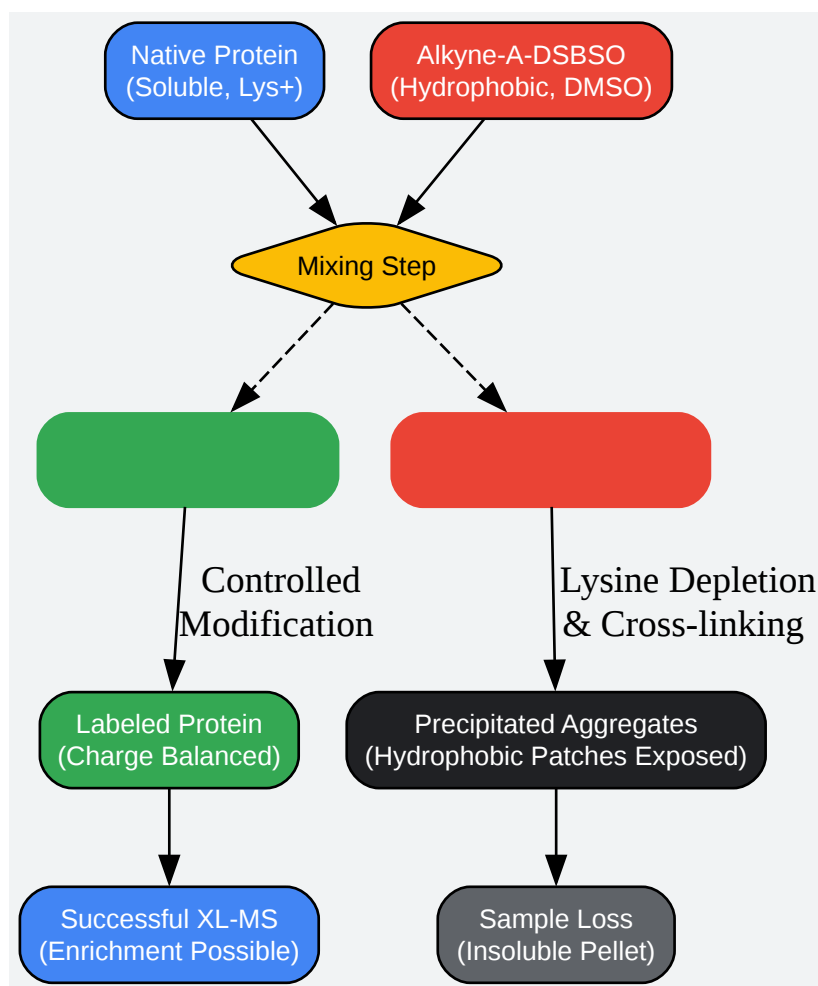 Native Protein
(Soluble, Lys+)
Alkyne-A-DSBSO
(Hydrophobic, DMSO)
Mixing Step
Controlled
Modification
Lysine Depletion
& Cross-linking
Labeled Protein
(Charge Balanced)
Precipitated Aggregates
(Hydrophobic Patches Exposed)
Successful XL-MS
(Enrichment Possible)
Sample Loss
(Insoluble Pellet)